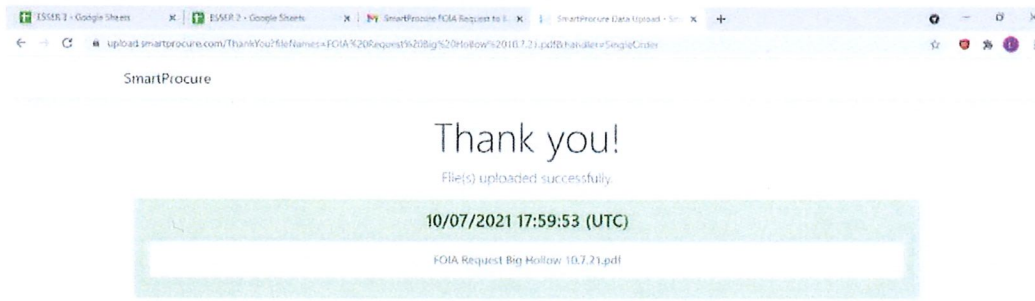 ESSER 2 - Google Sheets
ESSER 2 - Google Sheets
SmartProcure FOIA Request to
SmartProcure Data Upload - Sm
upload.smartprocure.com/ThankYou?fileNames=FOIA%20Request%20Big%20Hollow%2010.7.21.pdf&handler=SingleOrder
SmartProcure
Thank you!
File(s) uploaded successfully.
10/07/2021 17:59:53 (UTC)
FOIA Request Big Hollow 10.7.21.pdf